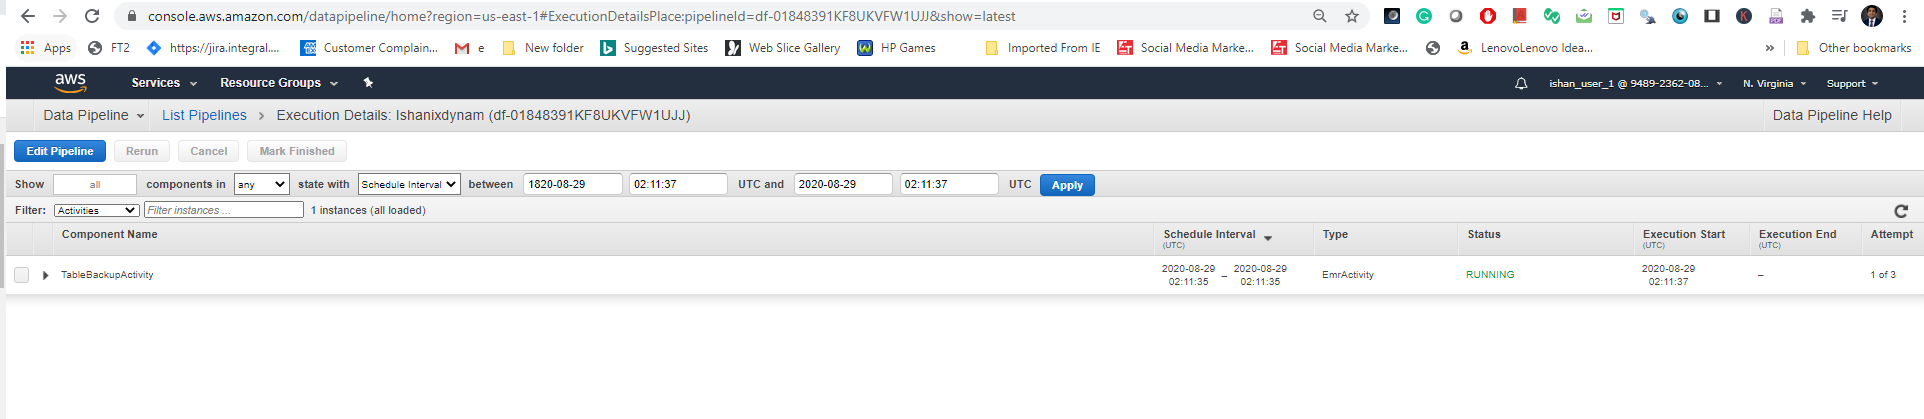 console.aws.amazon.com/datapipeline/home?region=us-east-1#ExecutionDetailsPlace:pipelineId=df-01848391KF8UKVFW1UJJ&show=latest
Apps FT2 https://jira.integral.... Customer Complain... e New folder Suggested Sites Web Slice Gallery HP Games Imported From IE Social Media Marke... Social Media Marke... LenovoLenovo Idea... » Other bookmarks
aws Services Resource Groups ishan_user_1 @ 9489-2362-08... N. Virginia Support
Data Pipeline List Pipelines > Execution Details: Ishanixdynam (df-01848391KF8UKVFW1UJJ) Data Pipeline Help
Edit Pipeline Rerun Cancel Mark Finished
Show all components in any state with Schedule Interval between 1820-08-29 02:11:37 UTC and 2020-08-29 02:11:37 UTC Apply
Filter: Activities Filter instances ... 1 instances (all loaded)
Component Name Schedule Interval Type Status Execution Start Execution End Attempt
(UTC) (UTC) (UTC)
TableBackupActivity 2020-08-29 02:11:35 – 2020-08-29 02:11:35 EmrActivity RUNNING 2020-08-29 02:11:37 – 1 of 3